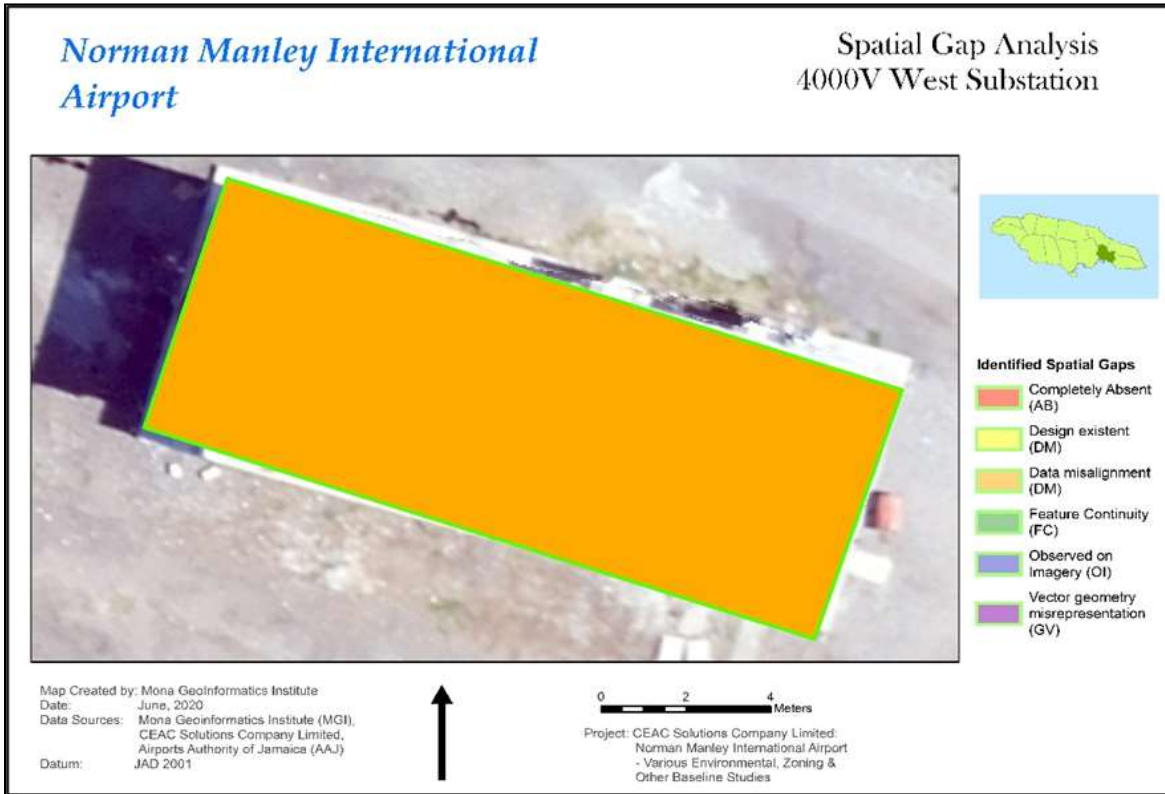 Norman Manley International
Airport
Spatial Gap Analysis
4000V West Substation
Identified Spatial Gaps
Completely Absent
(AB)
Design existent
(DM)
Data misalignment
(DM)
Feature Continuity
(FC)
Observed on
Imagery (OI)
Vector geometry
misrepresentation
(GV)
Map Created by: Mona GeoInformatics Institute
Date: June, 2020
Data Sources: Mona Geoinformatics Institute (MGI),
CEAC Solutions Company Limited,
Airports Authority of Jamaica (AAJ)
Datum: JAD 2001
0 2 4
Meters
Project: CEAC Solutions Company Limited:
Norman Manley International Airport
- Various Environmental, Zoning &
Other Baseline Studies